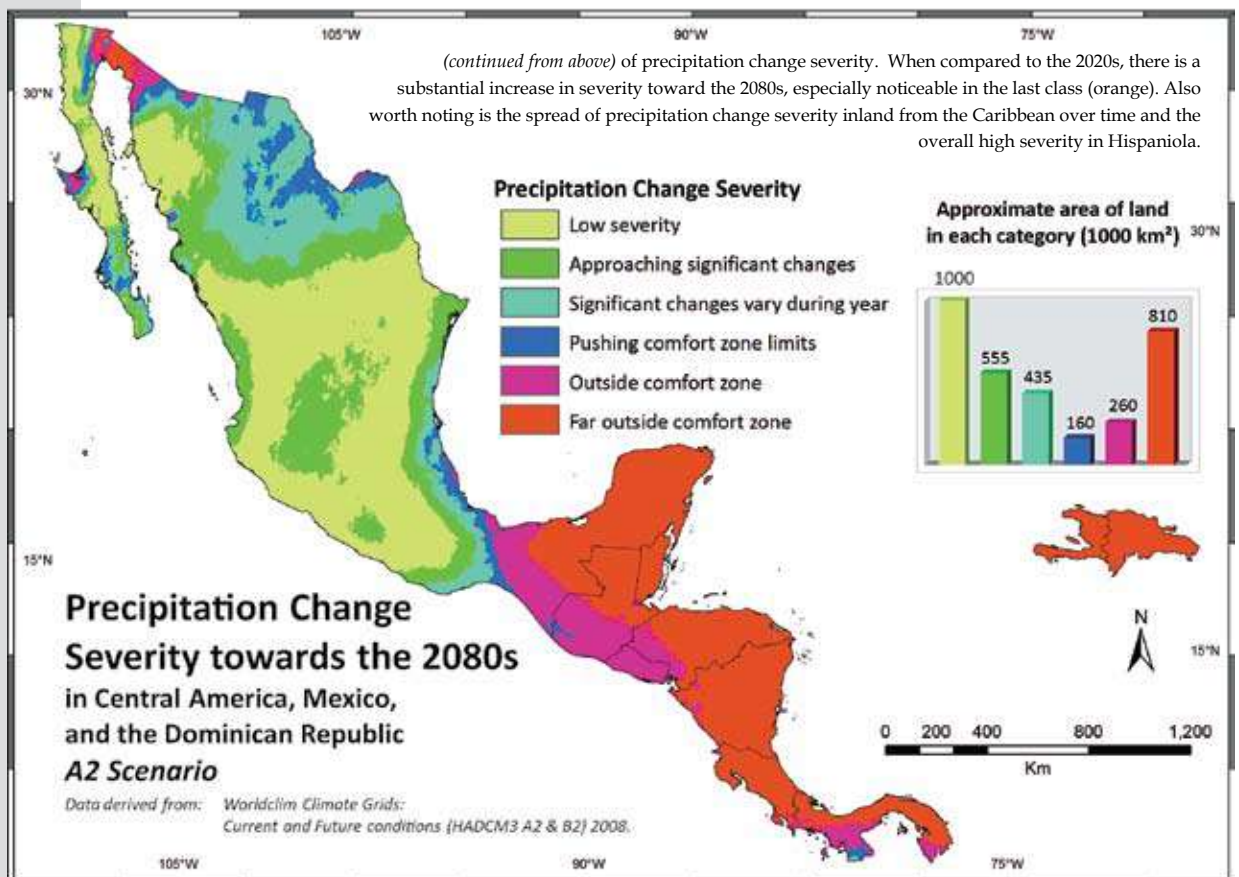 105°W
90°W
75°W
(continued from above) of precipitation change severity. When compared to the 2020s, there is a
substantial increase in severity toward the 2080s, especially noticeable in the last class (orange). Also
worth noting is the spread of precipitation change severity inland from the Caribbean over time and the
overall high severity in Hispaniola.
30°N
Precipitation Change Severity
Low severity
Approaching significant changes
Significant changes vary during year
Pushing comfort zone limits
Outside comfort zone
Far outside comfort zone
Approximate area of land
in each category (1000 km²)
30°N
1000
555
435
160
260
810
15°N
Precipitation Change
Severity towards the 2080s
in Central America, Mexico,
and the Dominican Republic
A2 Scenario
Data derived from: Worldclim Climate Grids:
Current and Future conditions (HADCM3 A2 & B2) 2008.
N
15°N
0 200 400 800 1,200
Km
105°W
90°W
75°W